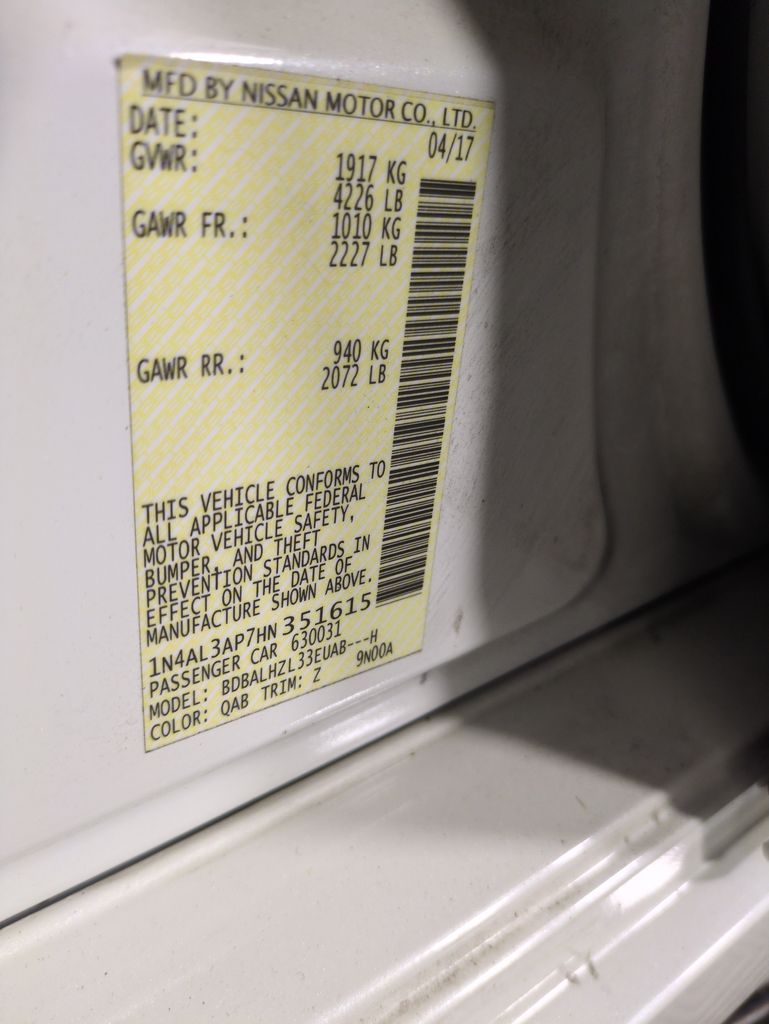 MFD BY NISSAN MOTOR CO., LTD.
DATE: 04/17
GVWR: 1917 KG
4226 LB
GAWR FR.: 1010 KG
2227 LB
GAWR RR.: 940 KG
2072 LB
THIS VEHICLE CONFORMS TO
ALL APPLICABLE FEDERAL
MOTOR VEHICLE SAFETY,
BUMPER, AND THEFT
PREVENTION STANDARDS IN
EFFECT ON THE DATE OF
MANUFACTURE SHOWN ABOVE.
1N4AL3AP7HN351615
PASSENGER CAR 630031
MODEL: BDBALHZL33EUAB---H
COLOR: QAB TRIM: Z 9N00A